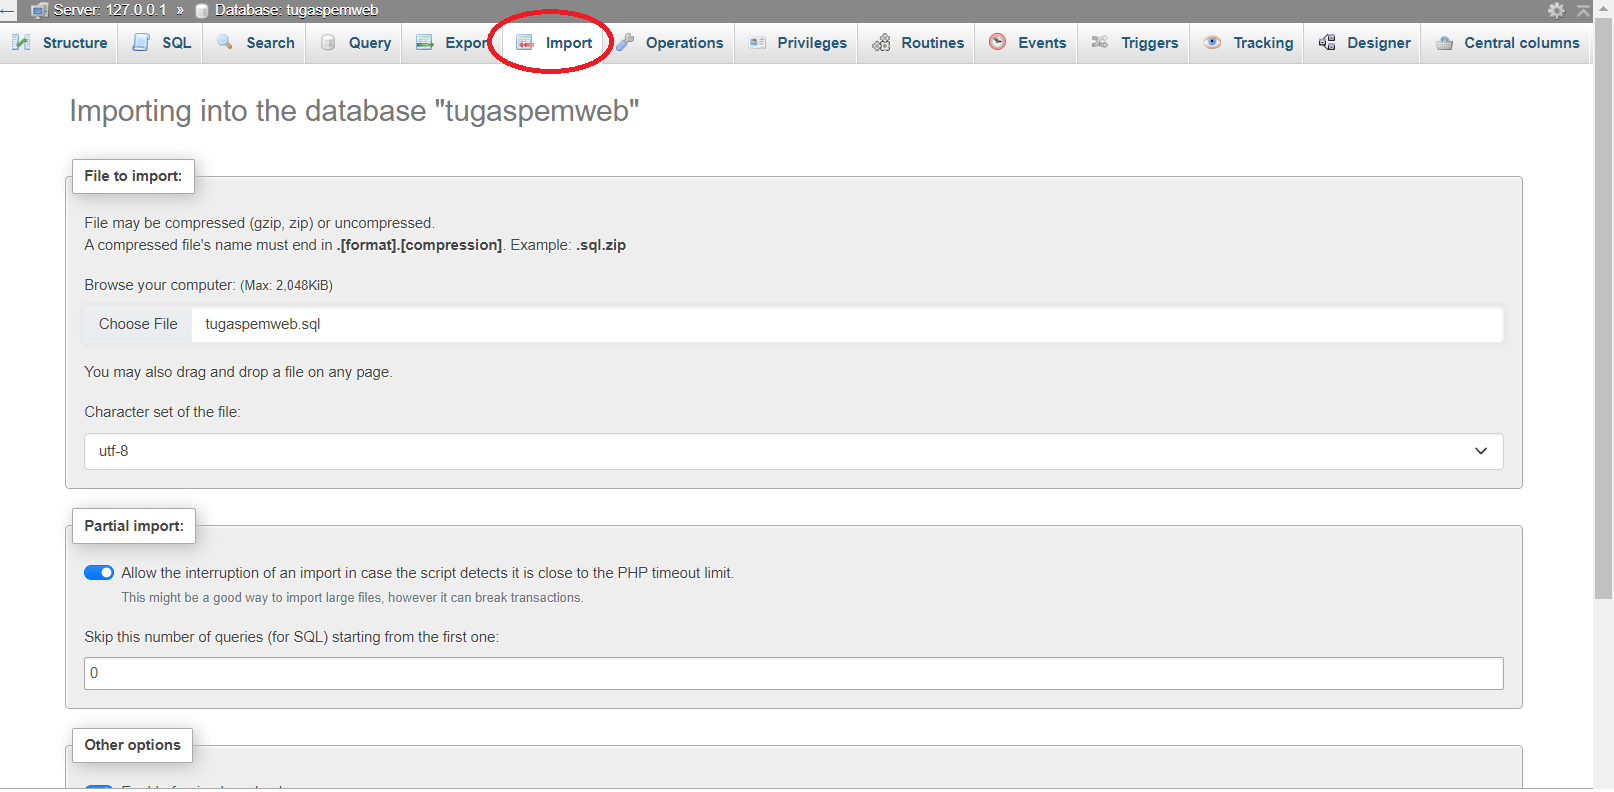 Server: 127.0.0.1 » Database: tugaspemweb
Structure SQL Search Query Export Import Operations Privileges Routines Events Triggers Tracking Designer Central columns
Importing into the database "tugaspemweb"
File to import:
File may be compressed (gzip, zip) or uncompressed.
A compressed file's name must end in .[format].[compression]. Example: .sql.zip
Browse your computer: (Max: 2,048KiB)
Choose File tugaspemweb.sql
You may also drag and drop a file on any page.
Character set of the file:
utf-8
Partial import:
Allow the interruption of an import in case the script detects it is close to the PHP timeout limit.
This might be a good way to import large files, however it can break transactions.
Skip this number of queries (for SQL) starting from the first one:
0
Other options